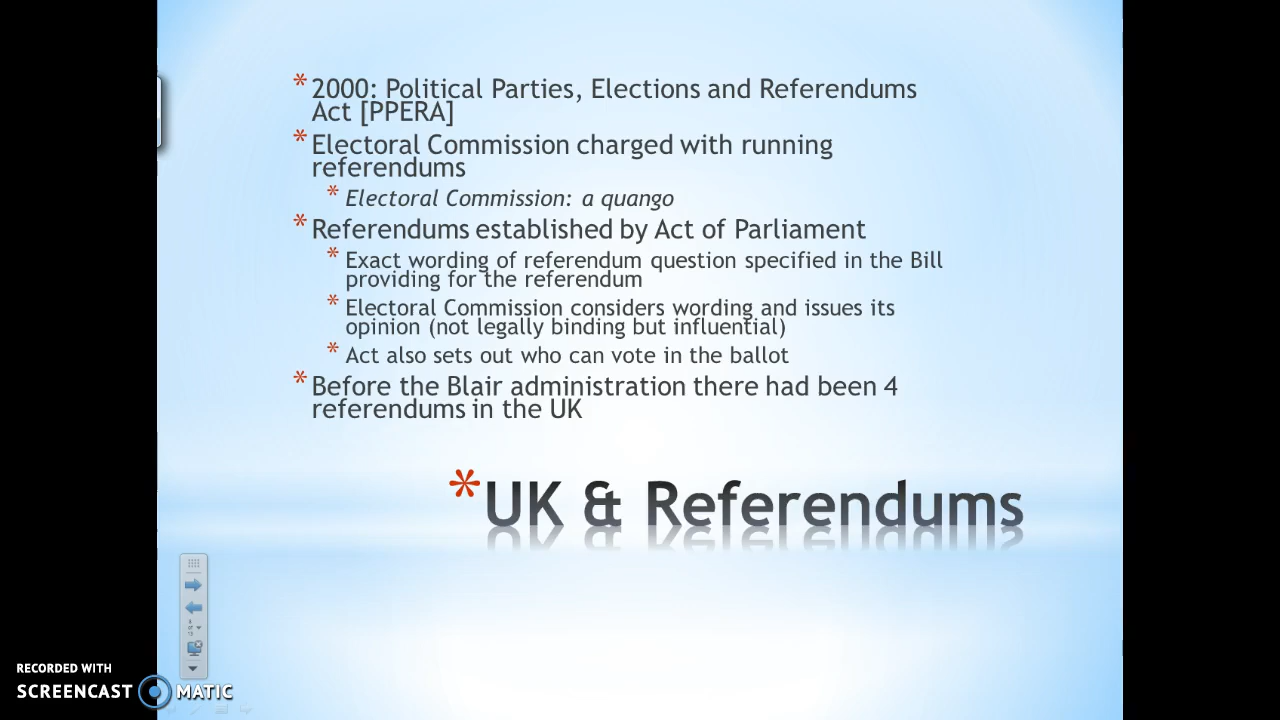 * 2000: Political Parties, Elections and Referendums
Act [PPERA]
* Electoral Commission charged with running
referendums
* Electoral Commission: a quango
* Referendums established by Act of Parliament
* Exact wording of referendum question specified in the Bill
providing for the referendum
* Electoral Commission considers wording and issues its
opinion (not legally binding but influential)
* Act also sets out who can vote in the ballot
* Before the Blair administration there had been 4
referendums in the UK
* UK & Referendums
RECORDED WITH
SCREENCAST MATIC